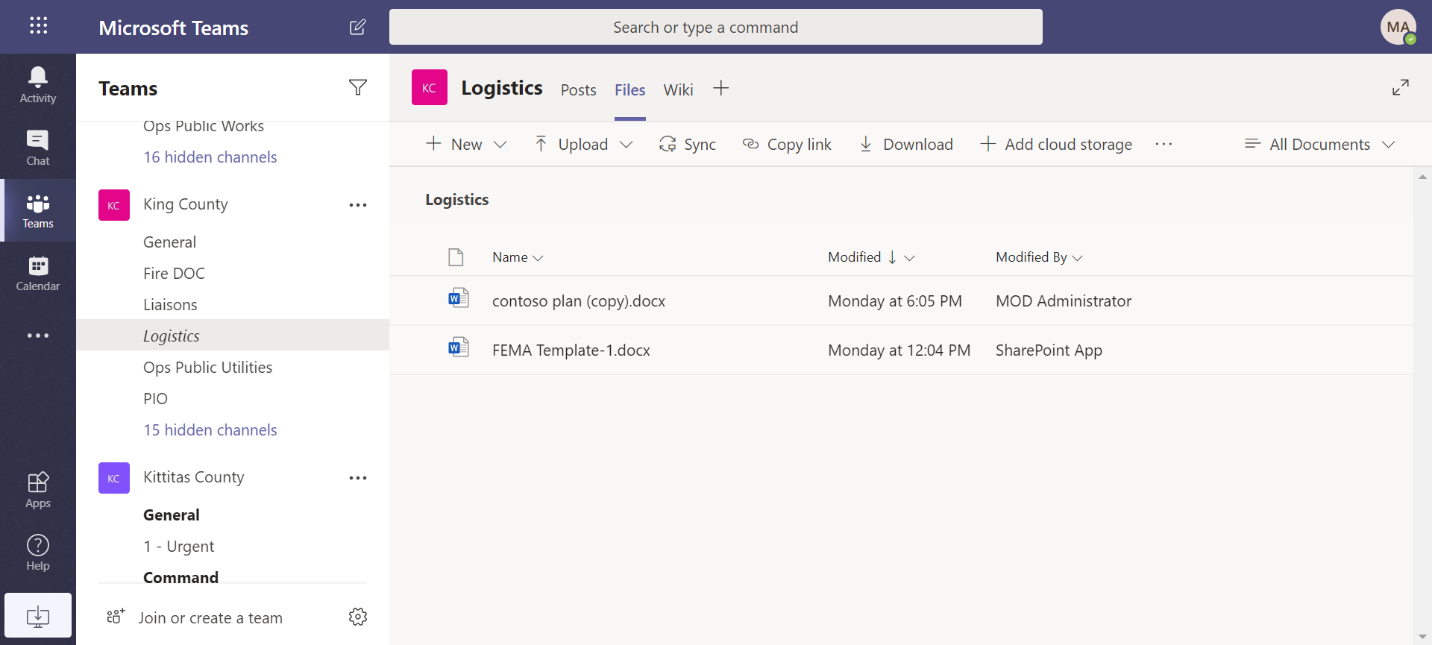 Microsoft Teams
Search or type a command
MA
Activity
Chat
Teams
Calendar
Apps
Help
Teams
Ops Public Works
16 hidden channels
KC King County
General
Fire DOC
Liaisons
Logistics
Ops Public Utilities
PIO
15 hidden channels
KC Kittitas County
General
1 - Urgent
Command
Join or create a team
KC Logistics Posts Files Wiki
New Upload Sync Copy link Download Add cloud storage All Documents
Logistics
Name Modified Modified By
contoso plan (copy).docx Monday at 6:05 PM MOD Administrator
FEMA Template-1.docx Monday at 12:04 PM SharePoint App